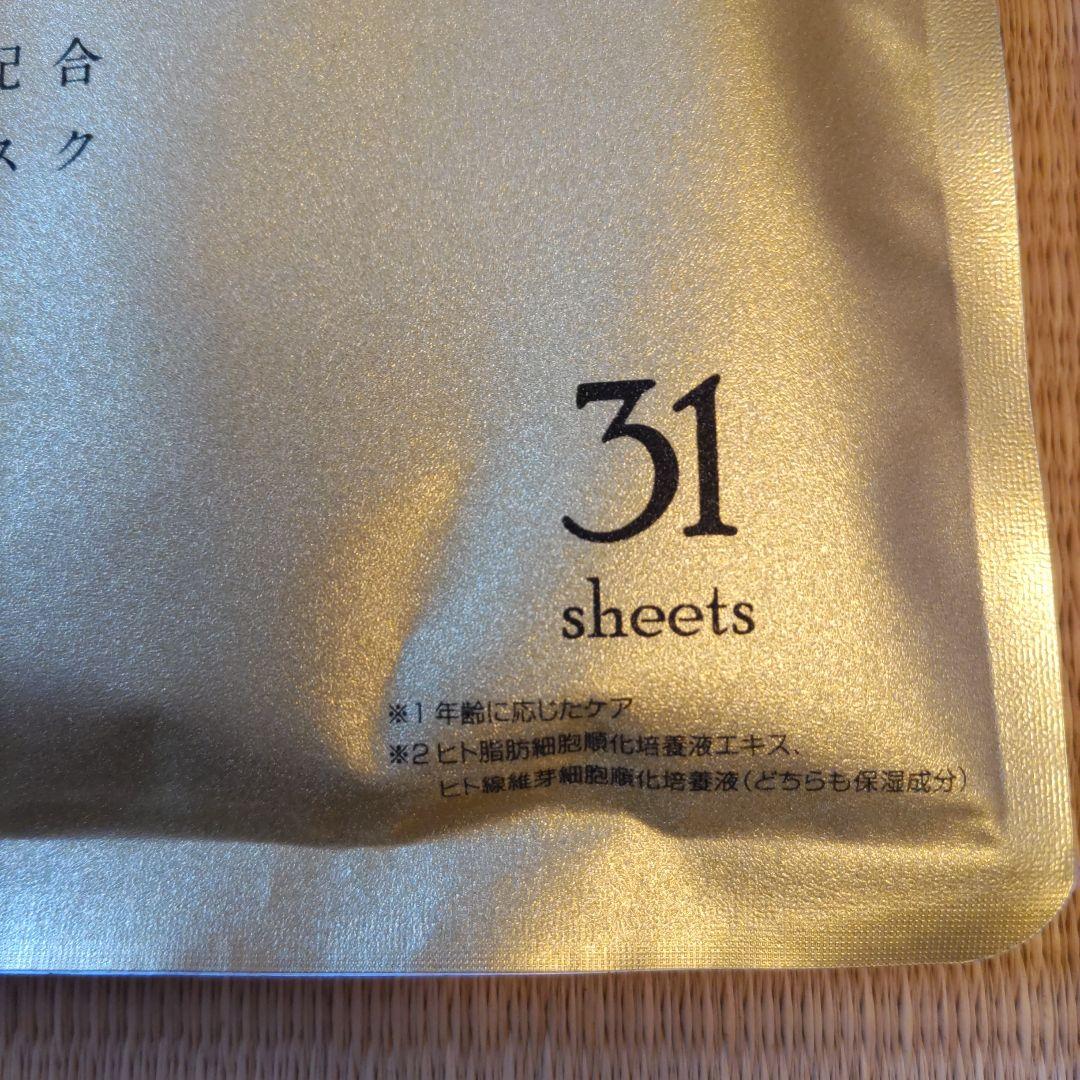 配合
スク
31
sheets
※1 年齢に応じたケア
※2 ヒト脂肪細胞順化培養液エキス、
ヒト線維芽細胞順化培養液(どちらも保湿成分)